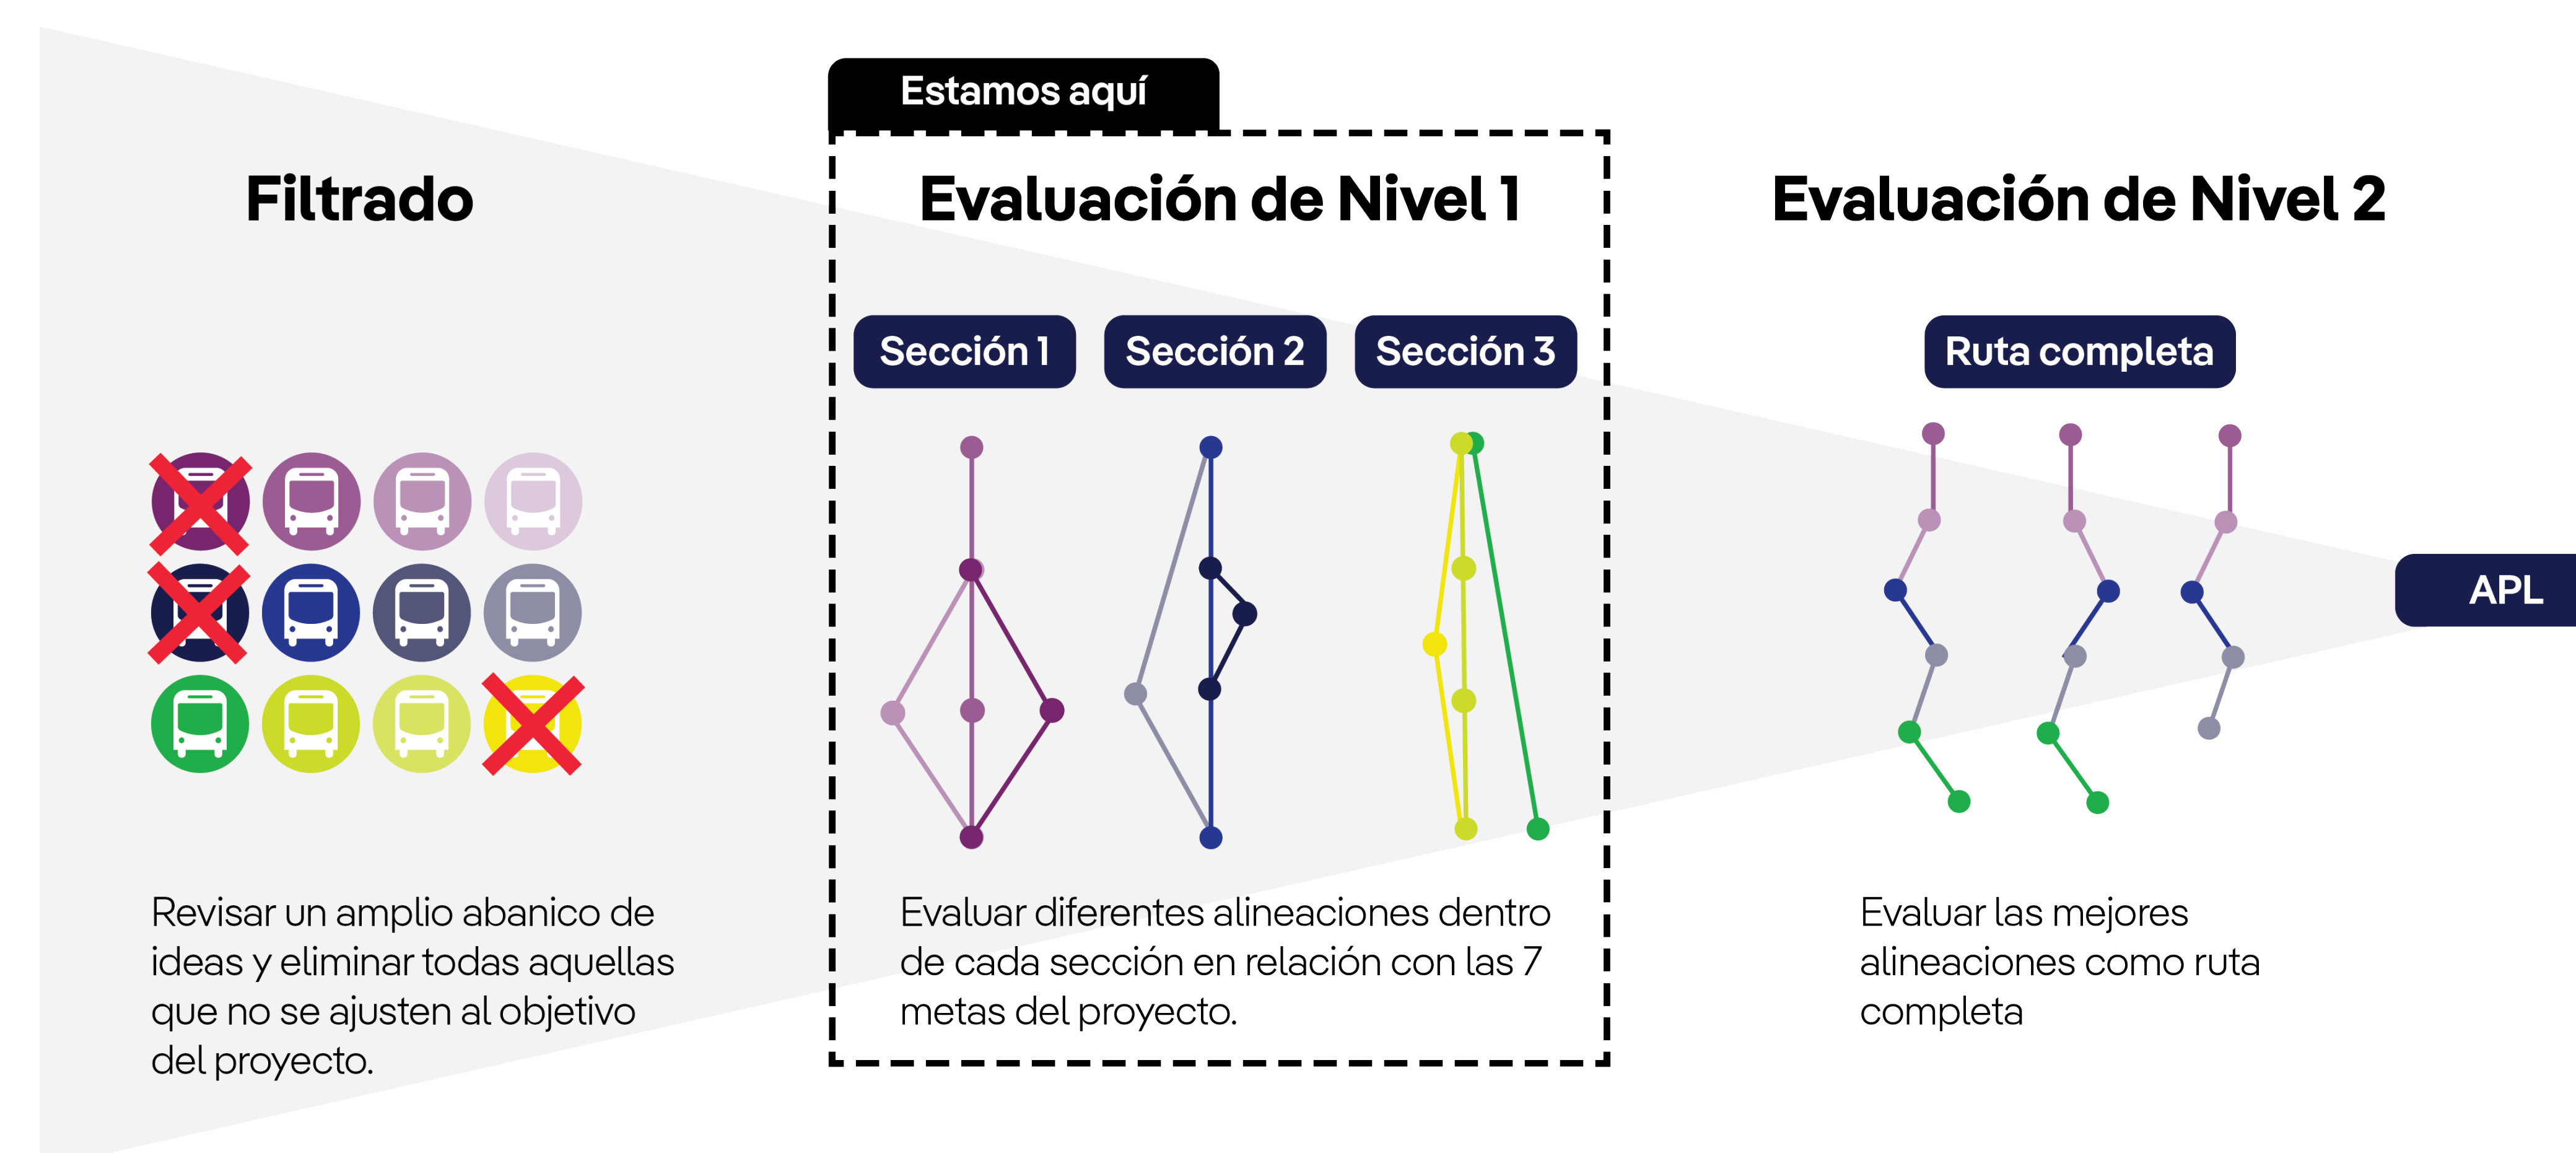 Estamos aquí
Filtrado
Evaluación de Nivel 1
Evaluación de Nivel 2
Sección 1
Sección 2
Sección 3
Ruta completa
APL
Revisar un amplio abanico de
ideas y eliminar todas aquellas
que no se ajusten al objetivo
del proyecto.
Evaluar diferentes alineaciones dentro
de cada sección en relación con las 7
metas del proyecto.
Evaluar las mejores
alineaciones como ruta
completa